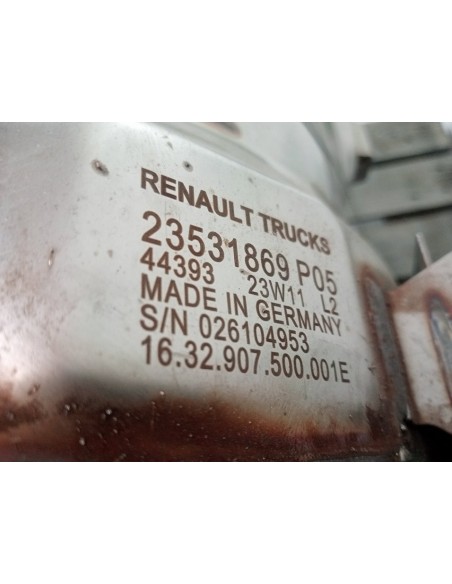 RENAULT TRUCKS
23531869 P05
44393 23W11 L2
MADE IN GERMANY
S/N 026104953
16.32.907.500.001E